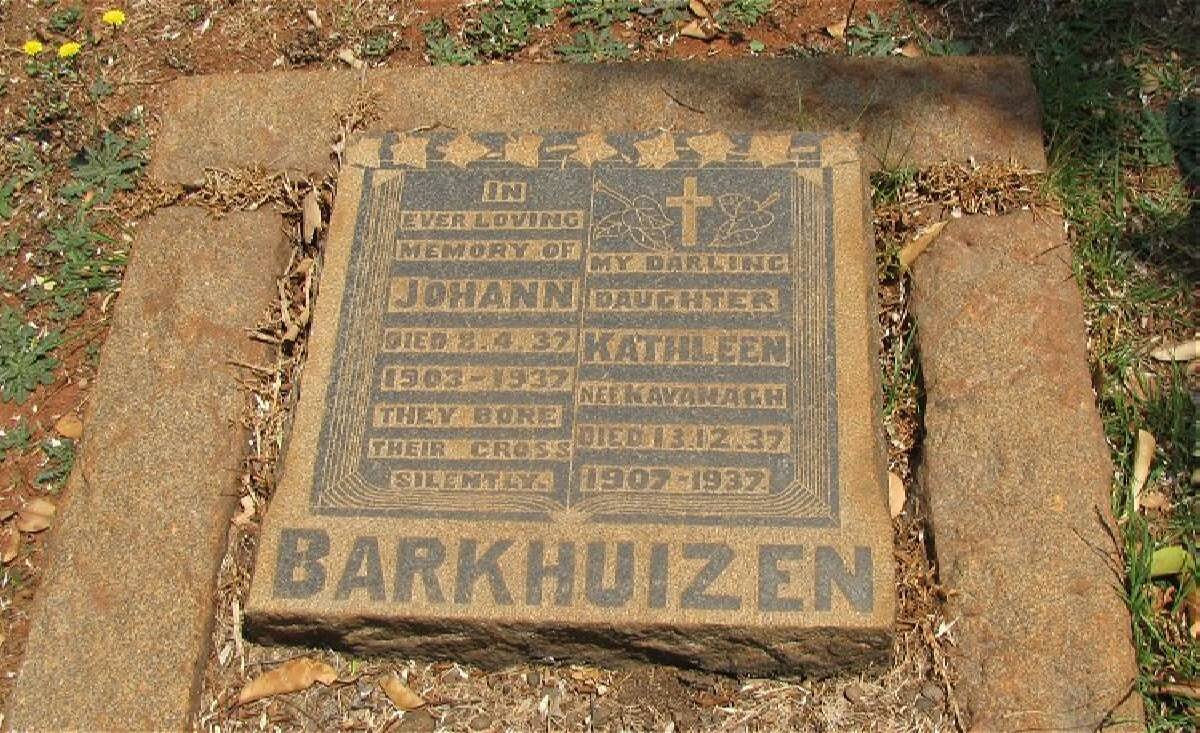 IN
EVER LOVING
MEMORY OF
JOHANN
DIED 2.4.37
1903-1937
THEY BORE
THEIR CROSS
SILENTLY.
MY DARLING
DAUGHTER
KATHLEEN
NEE KAVANAGH
DIED 13.12.37
1907-1937
BARKHUIZEN